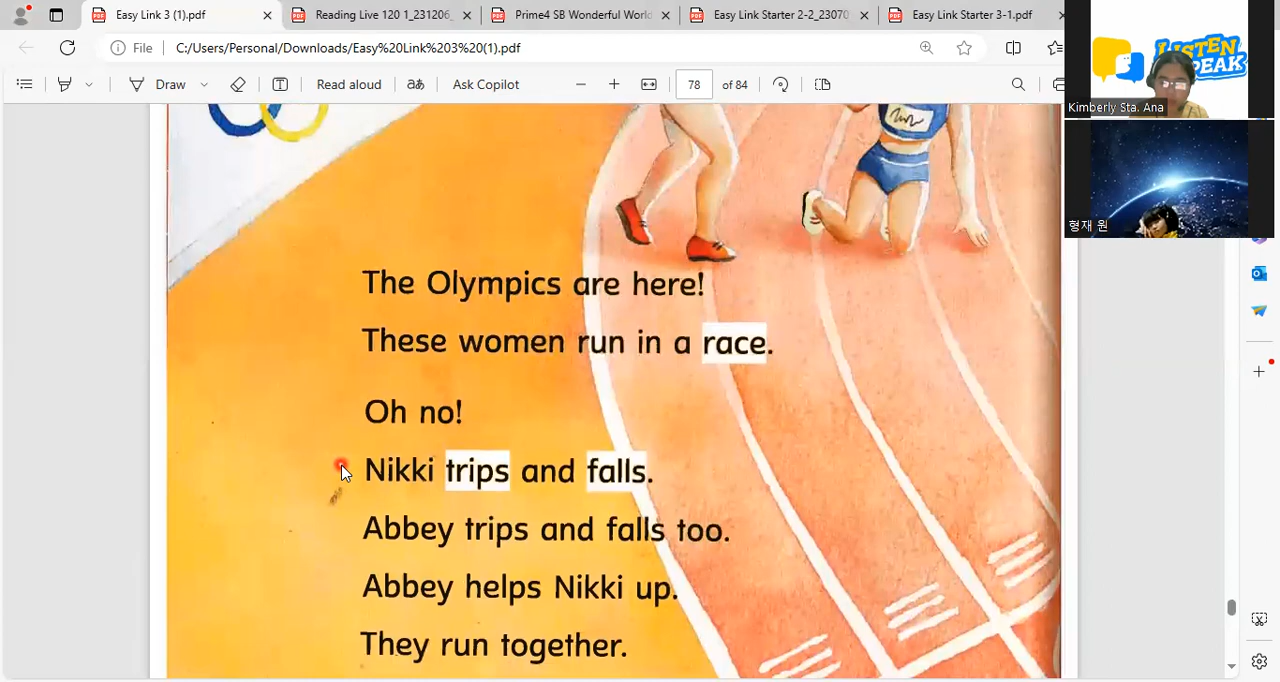 Easy Link 3 (1).pdf
Reading Live 120 1_231206_
Prime4 SB Wonderful World
Easy Link Starter 2-2_23070
Easy Link Starter 3-1.pdf
File
C:/Users/Personal/Downloads/Easy%20Link%203%20(1).pdf
Draw
Read aloud
aあ
Ask Copilot
78 of 84
LISTEN
SPEAK
Kimberly Sta. Ana
형재 원
The Olympics are here!
These women run in a race.
Oh no!
Nikki trips and falls.
Abbey trips and falls too.
Abbey helps Nikki up.
They run together.